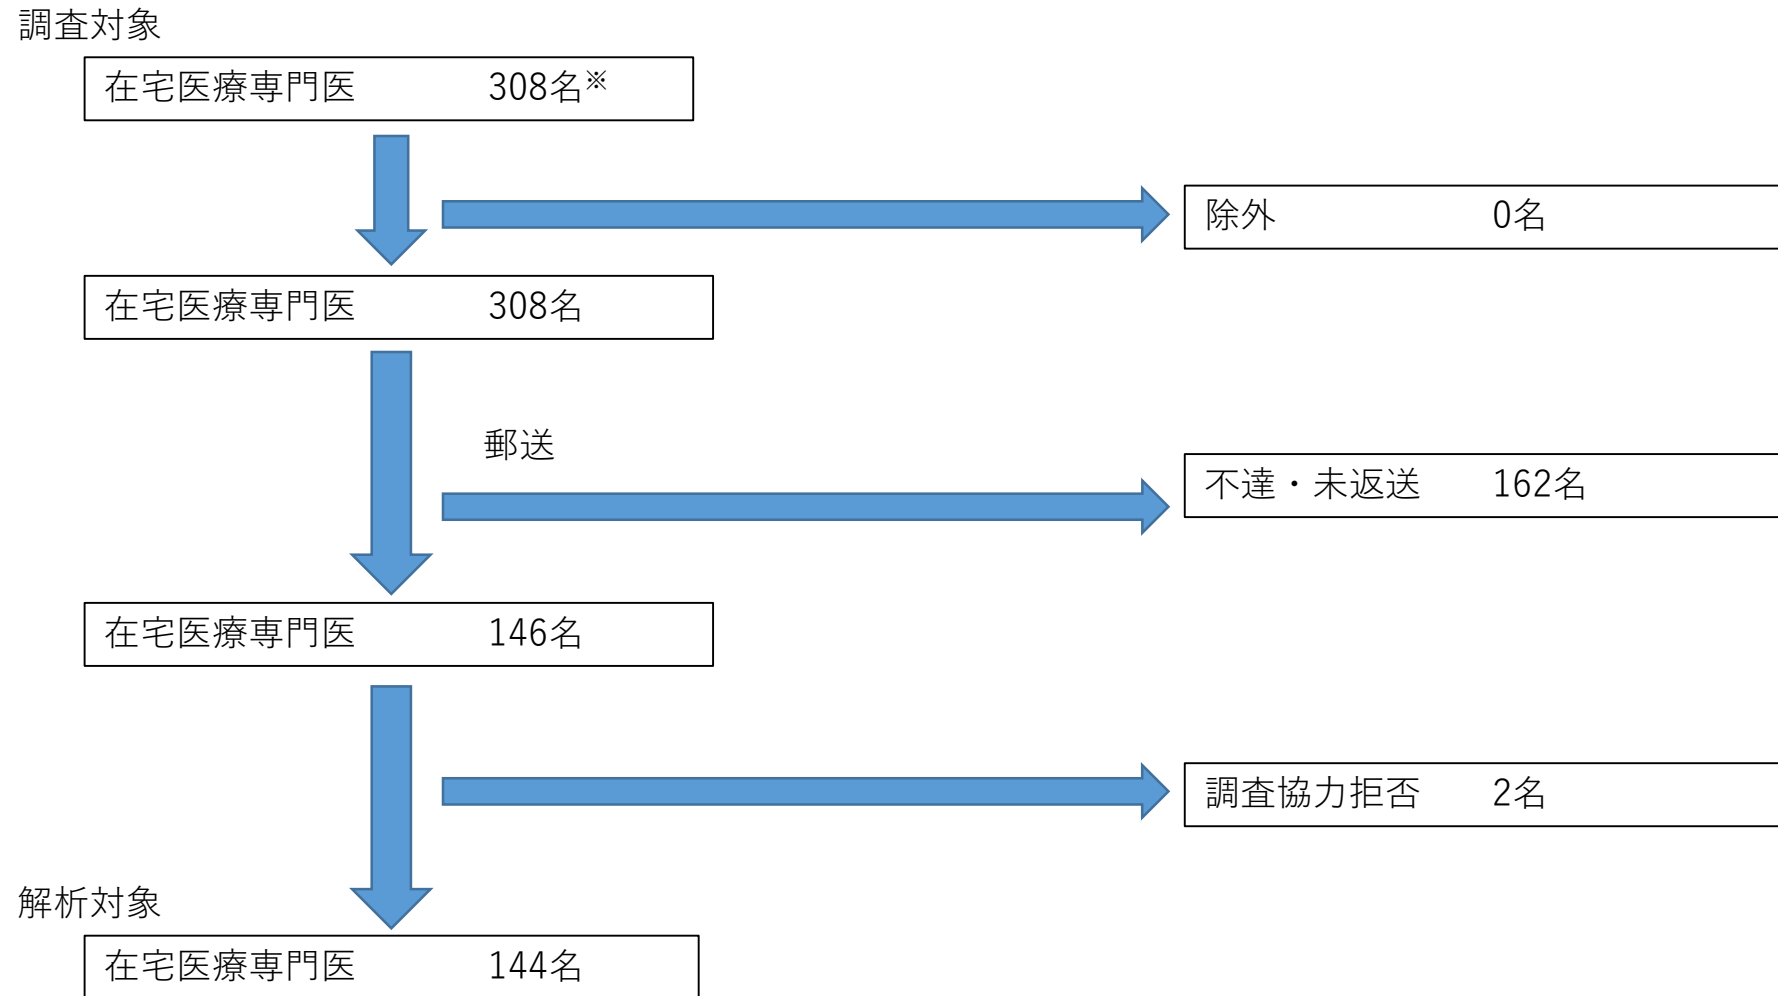 調査対象
在宅医療専門医 308名※
除外 0名
在宅医療専門医 308名
郵送
不達・未返送 162名
在宅医療専門医 146名
調査協力拒否 2名
解析対象
在宅医療専門医 144名